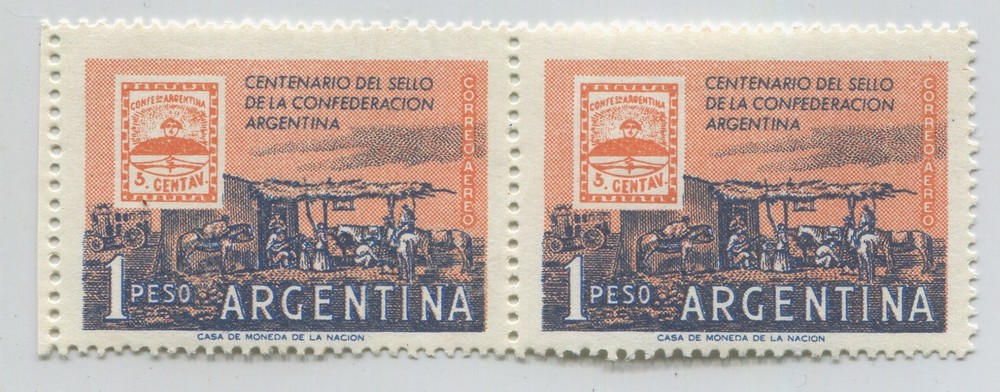 CENTENARIO DEL SELLO
DE LA CONFEDERACION
ARGENTINA
CORREO AEREO
CONFEon ARGENTINA
5. CENTAV.
1 PESO ARGENTINA
CASA DE MONEDA DE LA NACION
CENTENARIO DEL SELLO
DE LA CONFEDERACION
ARGENTINA
CORREO AEREO
CONFEon ARGENTINA
5. CENTAV.
1 PESO ARGENTINA
CASA DE MONEDA DE LA NACION